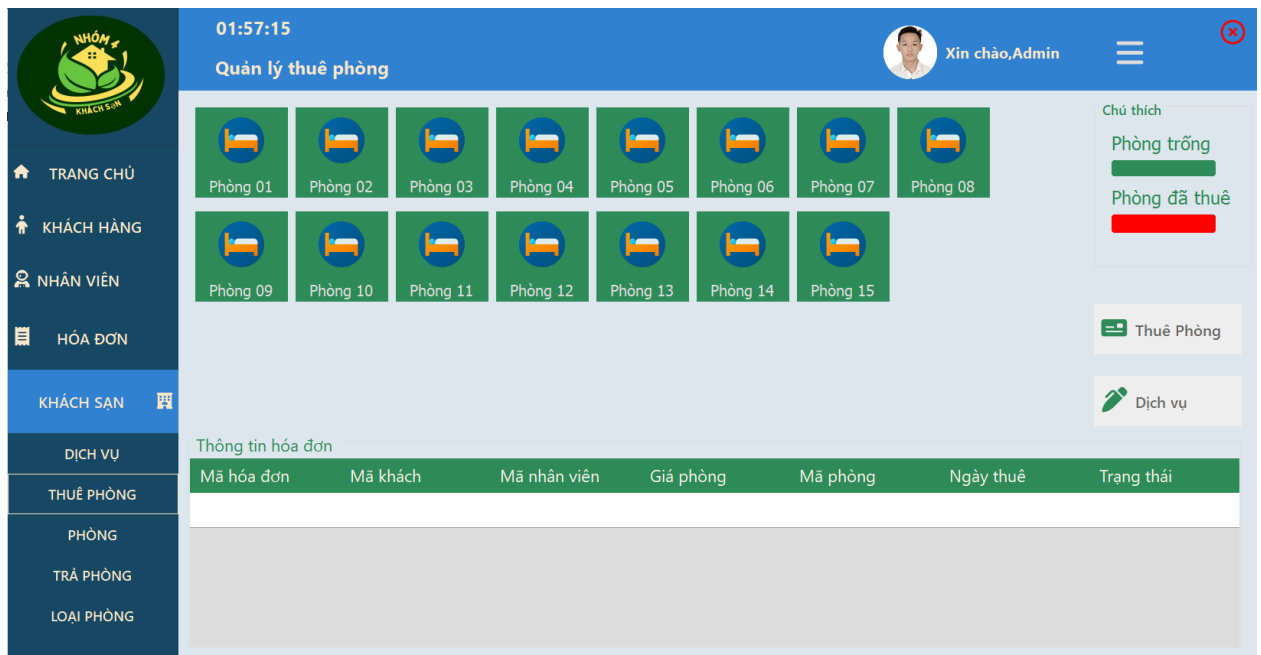 NHÓM 4
KHÁCH SẠN
01:57:15
Quản lý thuê phòng
Xin chào,Admin
TRANG CHỦ
KHÁCH HÀNG
NHÂN VIÊN
HÓA ĐƠN
KHÁCH SẠN
DỊCH VỤ
THUÊ PHÒNG
PHÒNG
TRẢ PHÒNG
LOẠI PHÒNG
Phòng 01 Phòng 02 Phòng 03 Phòng 04 Phòng 05 Phòng 06 Phòng 07 Phòng 08
Phòng 09 Phòng 10 Phòng 11 Phòng 12 Phòng 13 Phòng 14 Phòng 15
Chú thích
Phòng trống
Phòng đã thuê
Thuê Phòng
Dịch vụ
Thông tin hóa đơn
Mã hóa đơn Mã khách Mã nhân viên Giá phòng Mã phòng Ngày thuê Trạng thái